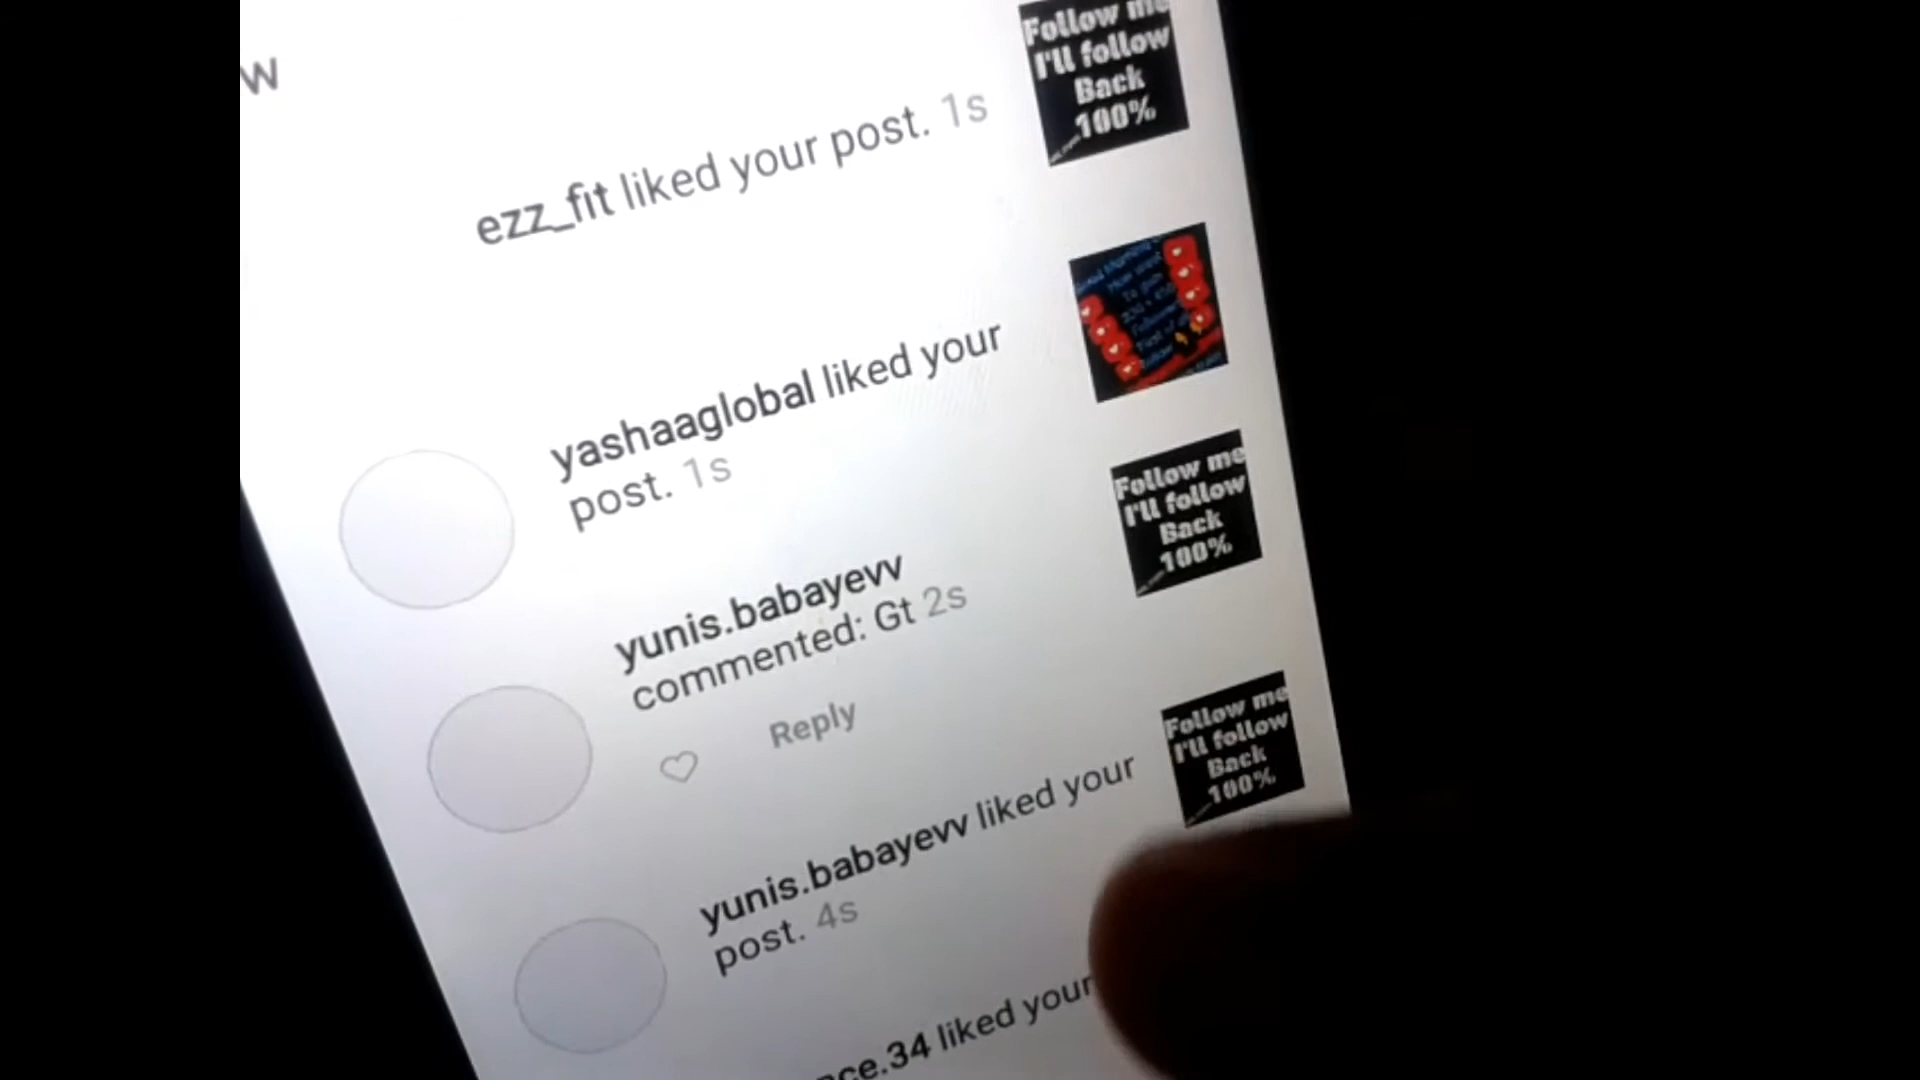 w
ezz_fit liked your post. 1s
Follow me
I'll follow
Back
100%
yashaaglobal liked your
post. 1s
yunis.babayevv
commented: Gt 2s
Reply
Follow me
I'll follow
Back
100%
yunis.babayevv liked your
post. 4s
Follow me
I'll follow
Back
100%
ce.34 liked your